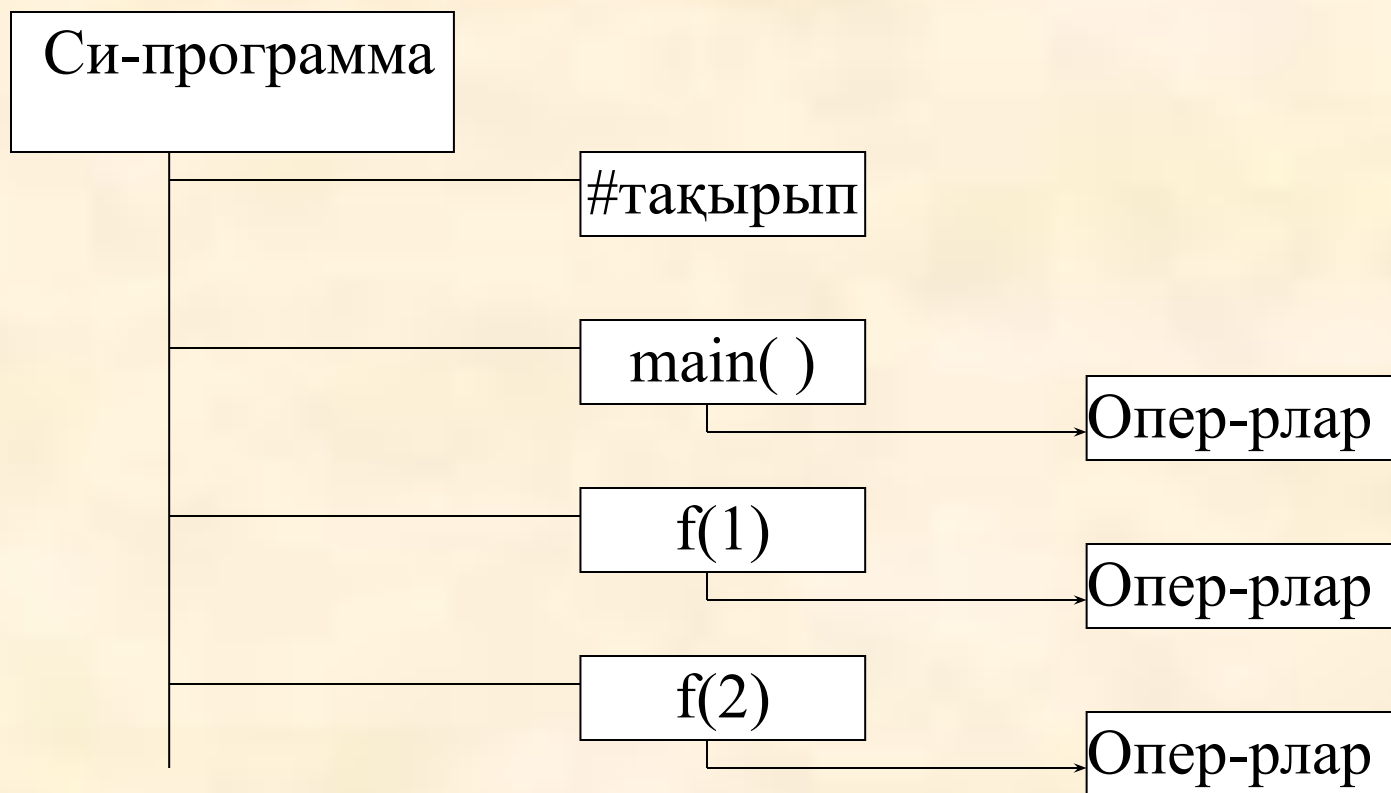 Си-программа
#тақырып
main( )
Опер-рлар
f(1)
Опер-рлар
f(2)
Опер-рлар